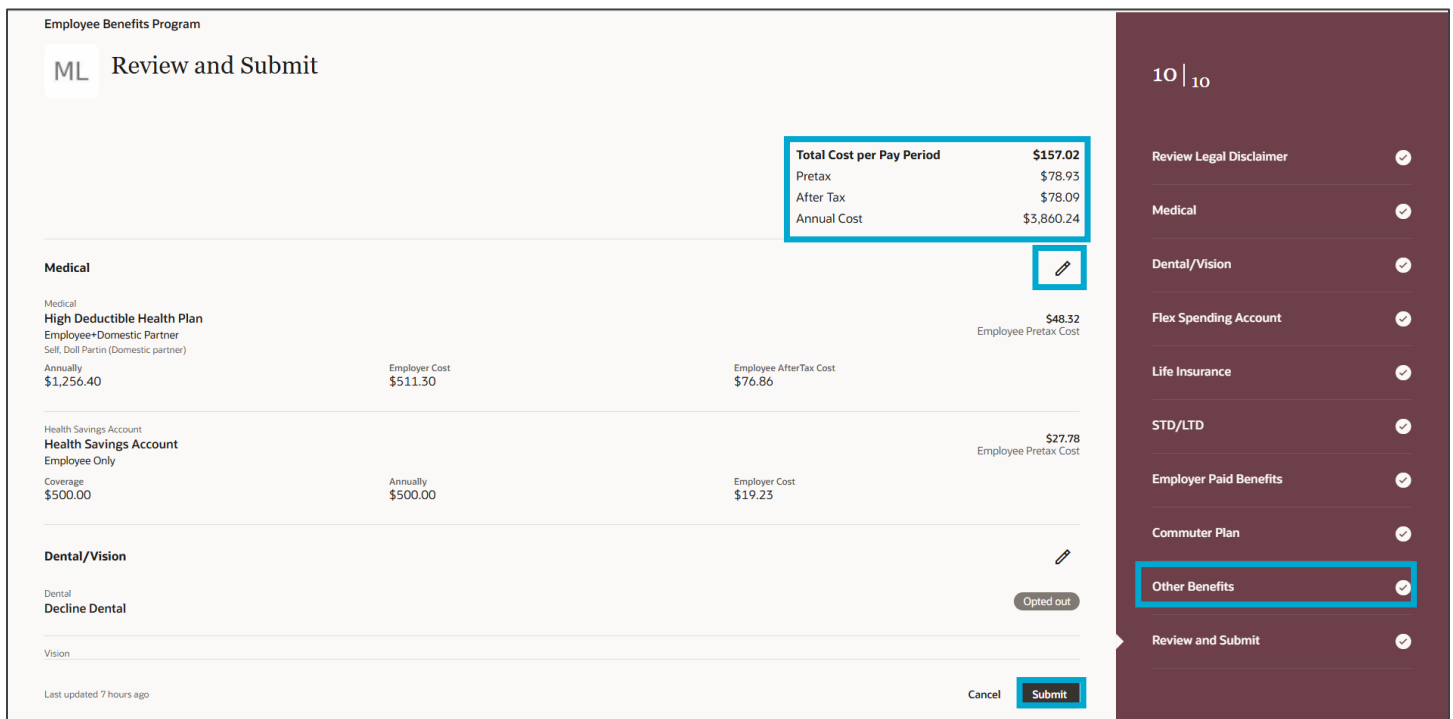 Employee Benefits Program
ML
Review and Submit
Total Cost per Pay Period $157.02
Pretax $78.93
After Tax $78.09
Annual Cost $3,860.24
Medical
Medical
High Deductible Health Plan $48.32
Employee+Domestic Partner Employee Pretax Cost
Self, Doll Partin (Domestic partner)
Annually Employer Cost Employee AfterTax Cost
$1,256.40 $511.30 $76.86
Health Savings Account
Health Savings Account $27.78
Employee Only Employee Pretax Cost
Coverage Annually Employer Cost
$500.00 $500.00 $19.23
Dental/Vision
Dental
Decline Dental Opted out
Vision
Last updated 7 hours ago Cancel Submit
10 | 10
Review Legal Disclaimer
Medical
Dental/Vision
Flex Spending Account
Life Insurance
STD/LTD
Employer Paid Benefits
Commuter Plan
Other Benefits
Review and Submit